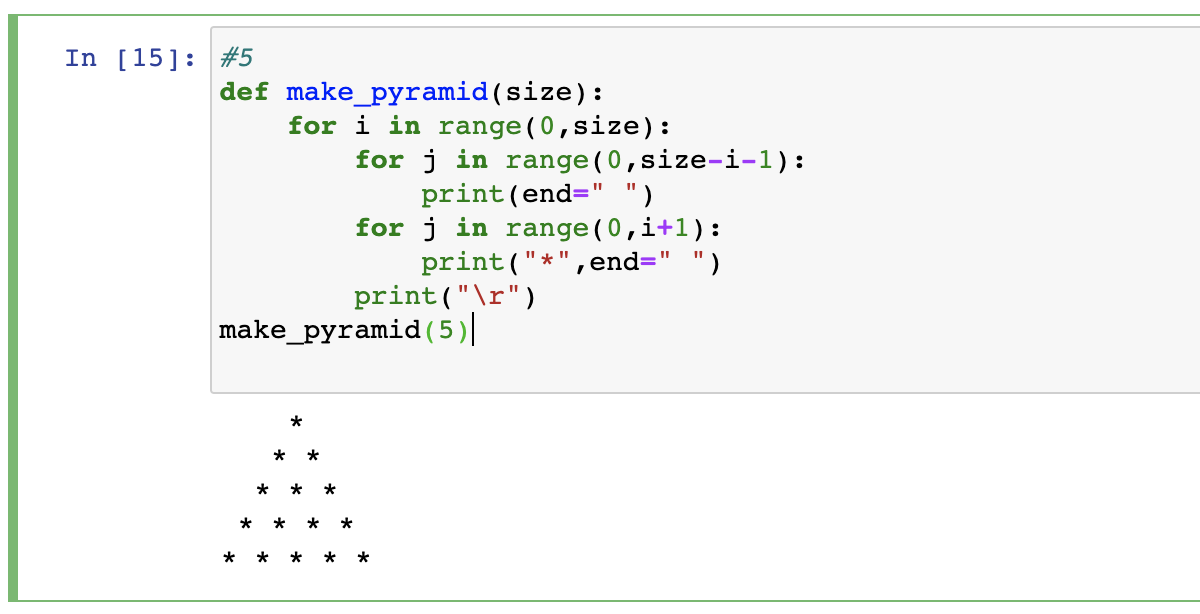 In [15]: #5
def make_pyramid(size):
    for i in range(0,size):
        for j in range(0,size-i-1):
            print(end=" ")
        for j in range(0,i+1):
            print("*",end=" ")
        print("\r")
make_pyramid(5)
    *
   * *
  * * *
 * * * *
* * * * *